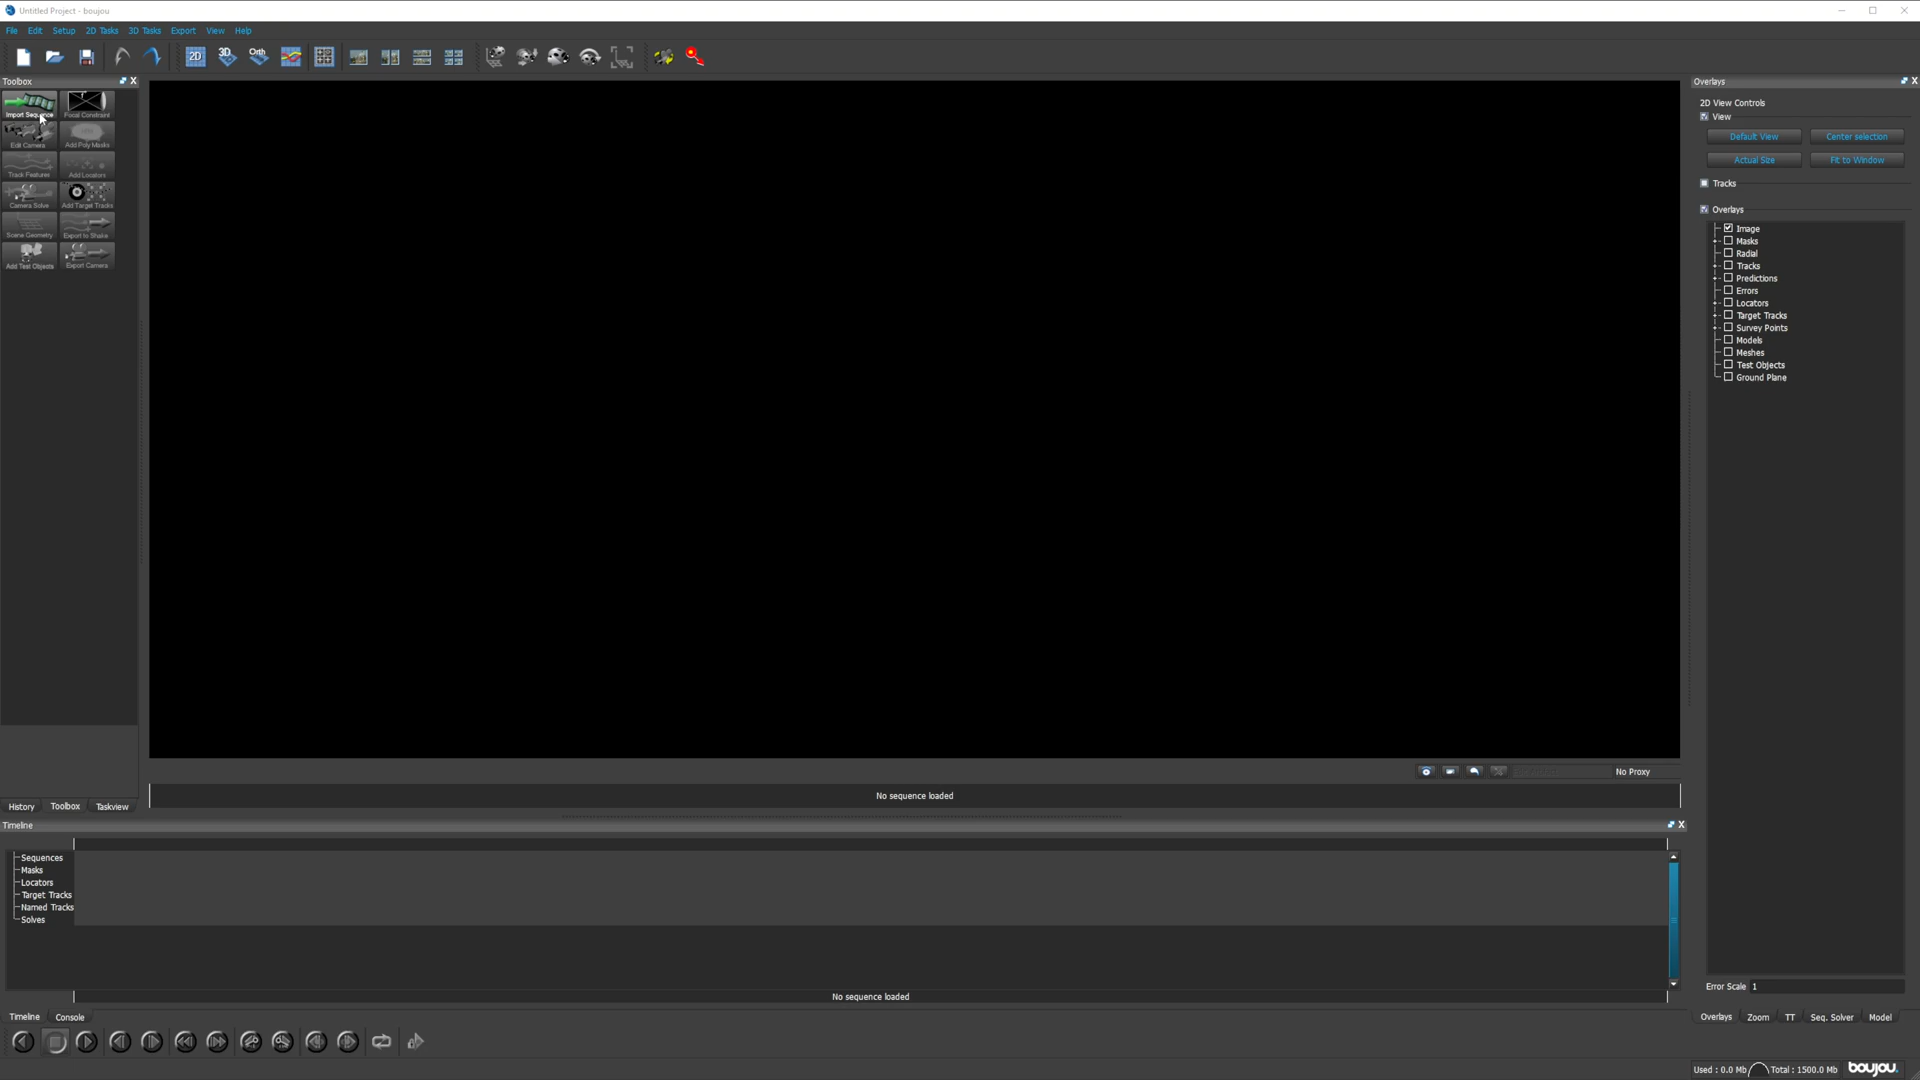 Untitled Project - boujou
File Edit Setup 2D Tasks 3D Tasks Export View Help
2D 3D Orth
Toolbox
Import Sequence Focal Constraint
Edit Camera Add Poly Masks
Track Features Add Locators
Camera Solve Add Target Tracks
Scene Geometry Export to Shake
Add Test Objects Export Camera
History Toolbox Taskview
No Proxy
No sequence loaded
Timeline
Sequences
Masks
Locators
Target Tracks
Named Tracks
Solves
No sequence loaded
Timeline Console
Overlays
2D View Controls
View
Default View Center selection
Actual Size Fit to Window
Tracks
Overlays
Image
Masks
Radial
Tracks
Predictions
Errors
Locators
Target Tracks
Survey Points
Models
Meshes
Test Objects
Ground Plane
Error Scale 1
Overlays Zoom TT Seq. Solver Model
Used : 0.0 Mb Total : 1500.0 Mb boujou